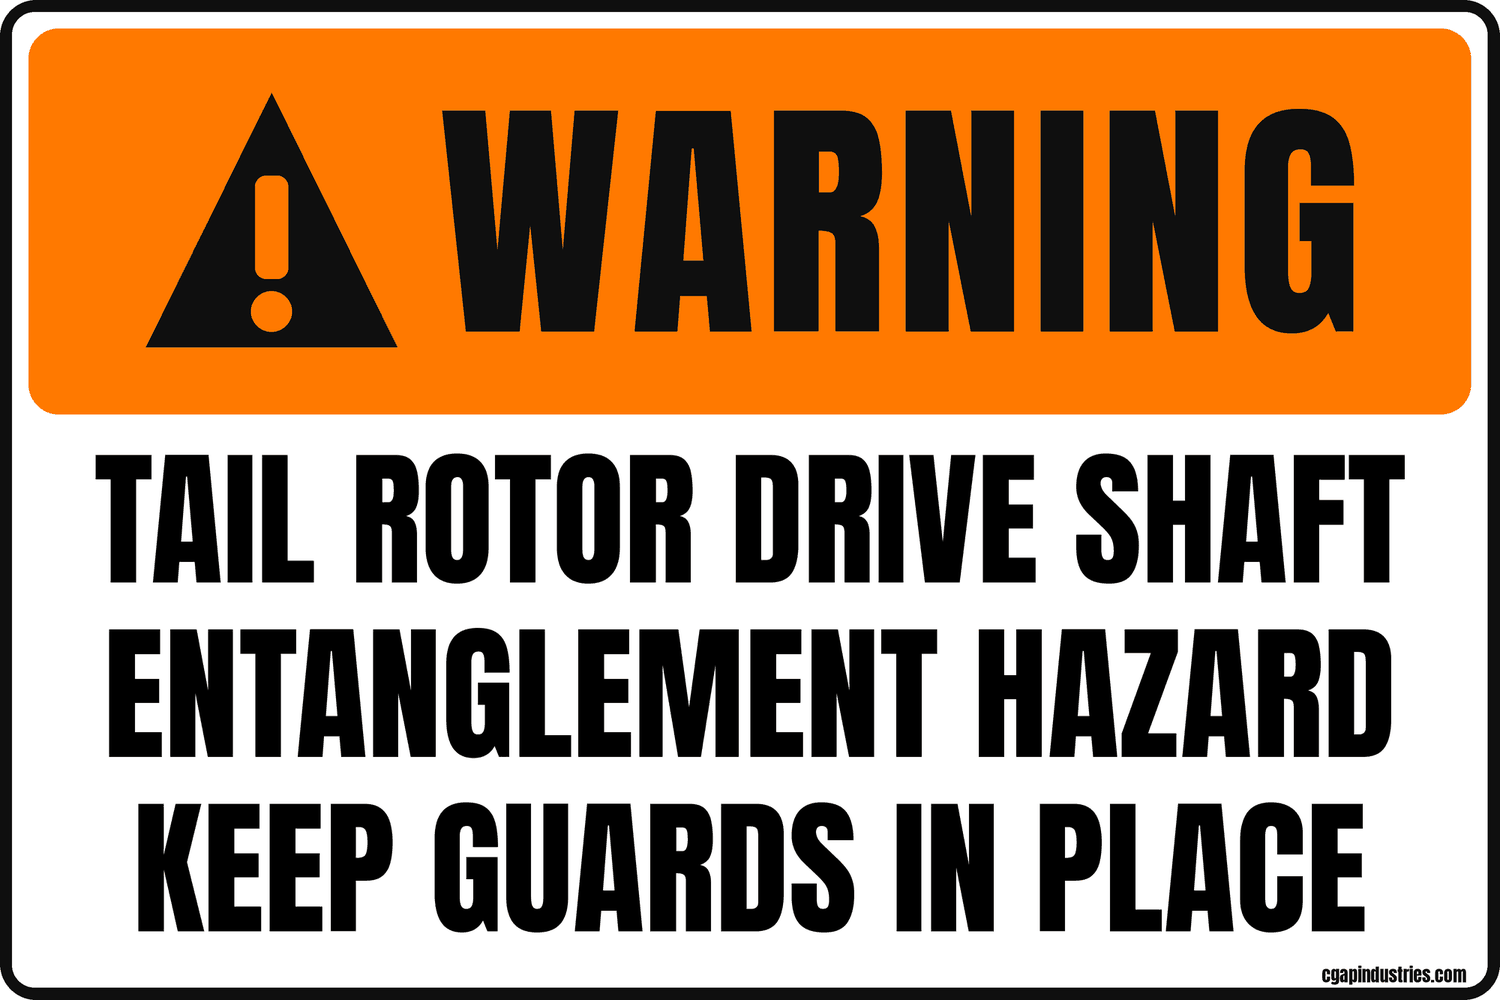 WARNING
TAIL ROTOR DRIVE SHAFT
ENTANGLEMENT HAZARD
KEEP GUARDS IN PLACE
cgapindustries.com